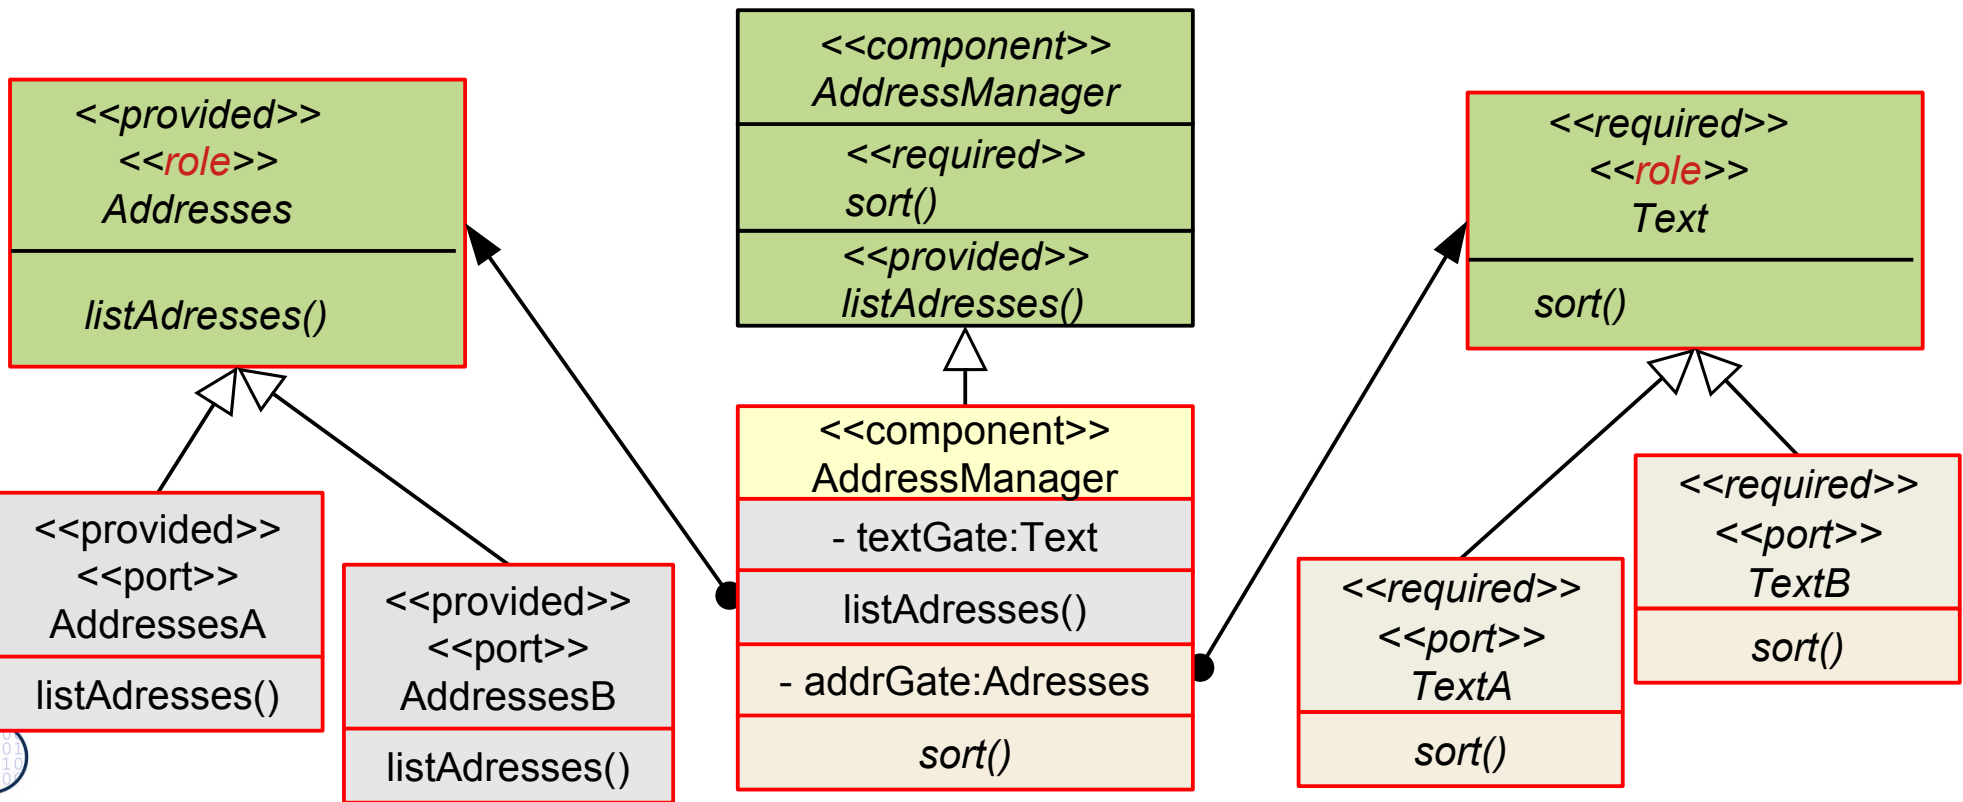 <<provided>>
<<role>>
Addresses
listAdresses()
<<component>>
AddressManager
<<required>>
sort()
<<provided>>
listAdresses()
<<required>>
<<role>>
Text
sort()
<<provided>>
<<port>>
AddressesA
listAdresses()
<<provided>>
<<port>>
AddressesB
listAdresses()
<<component>>
AddressManager
- textGate:Text
listAdresses()
- addrGate:Adresses
sort()
<<required>>
<<port>>
TextA
sort()
<<required>>
<<port>>
TextB
sort()